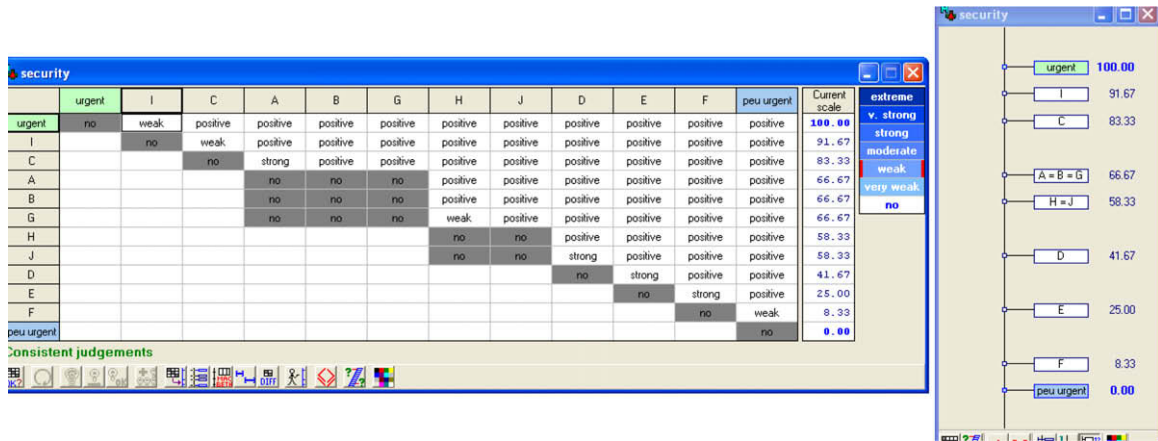 security
urgent I C A B G H J D E F peu urgent Current scale
urgent no weak positive positive positive positive positive positive positive positive positive positive 100.00
I no weak positive positive positive positive positive positive positive positive positive 91.67
C no strong positive positive positive positive positive positive positive positive 83.33
A no no no positive positive positive positive positive positive 66.67
B no no no positive positive positive positive positive positive 66.67
G no no no weak positive positive positive positive positive 66.67
H no no positive positive positive positive 58.33
J no no strong positive positive positive 58.33
D no strong positive positive 41.67
E no strong positive 25.00
F no weak 8.33
peu urgent no 0.00
extreme
v. strong
strong
moderate
weak
very weak
no
Consistent judgements
OK? DIFF
security
urgent 100.00
I 91.67
C 83.33
A = B = G 66.67
H = J 58.33
D 41.67
E 25.00
F 8.33
peu urgent 0.00